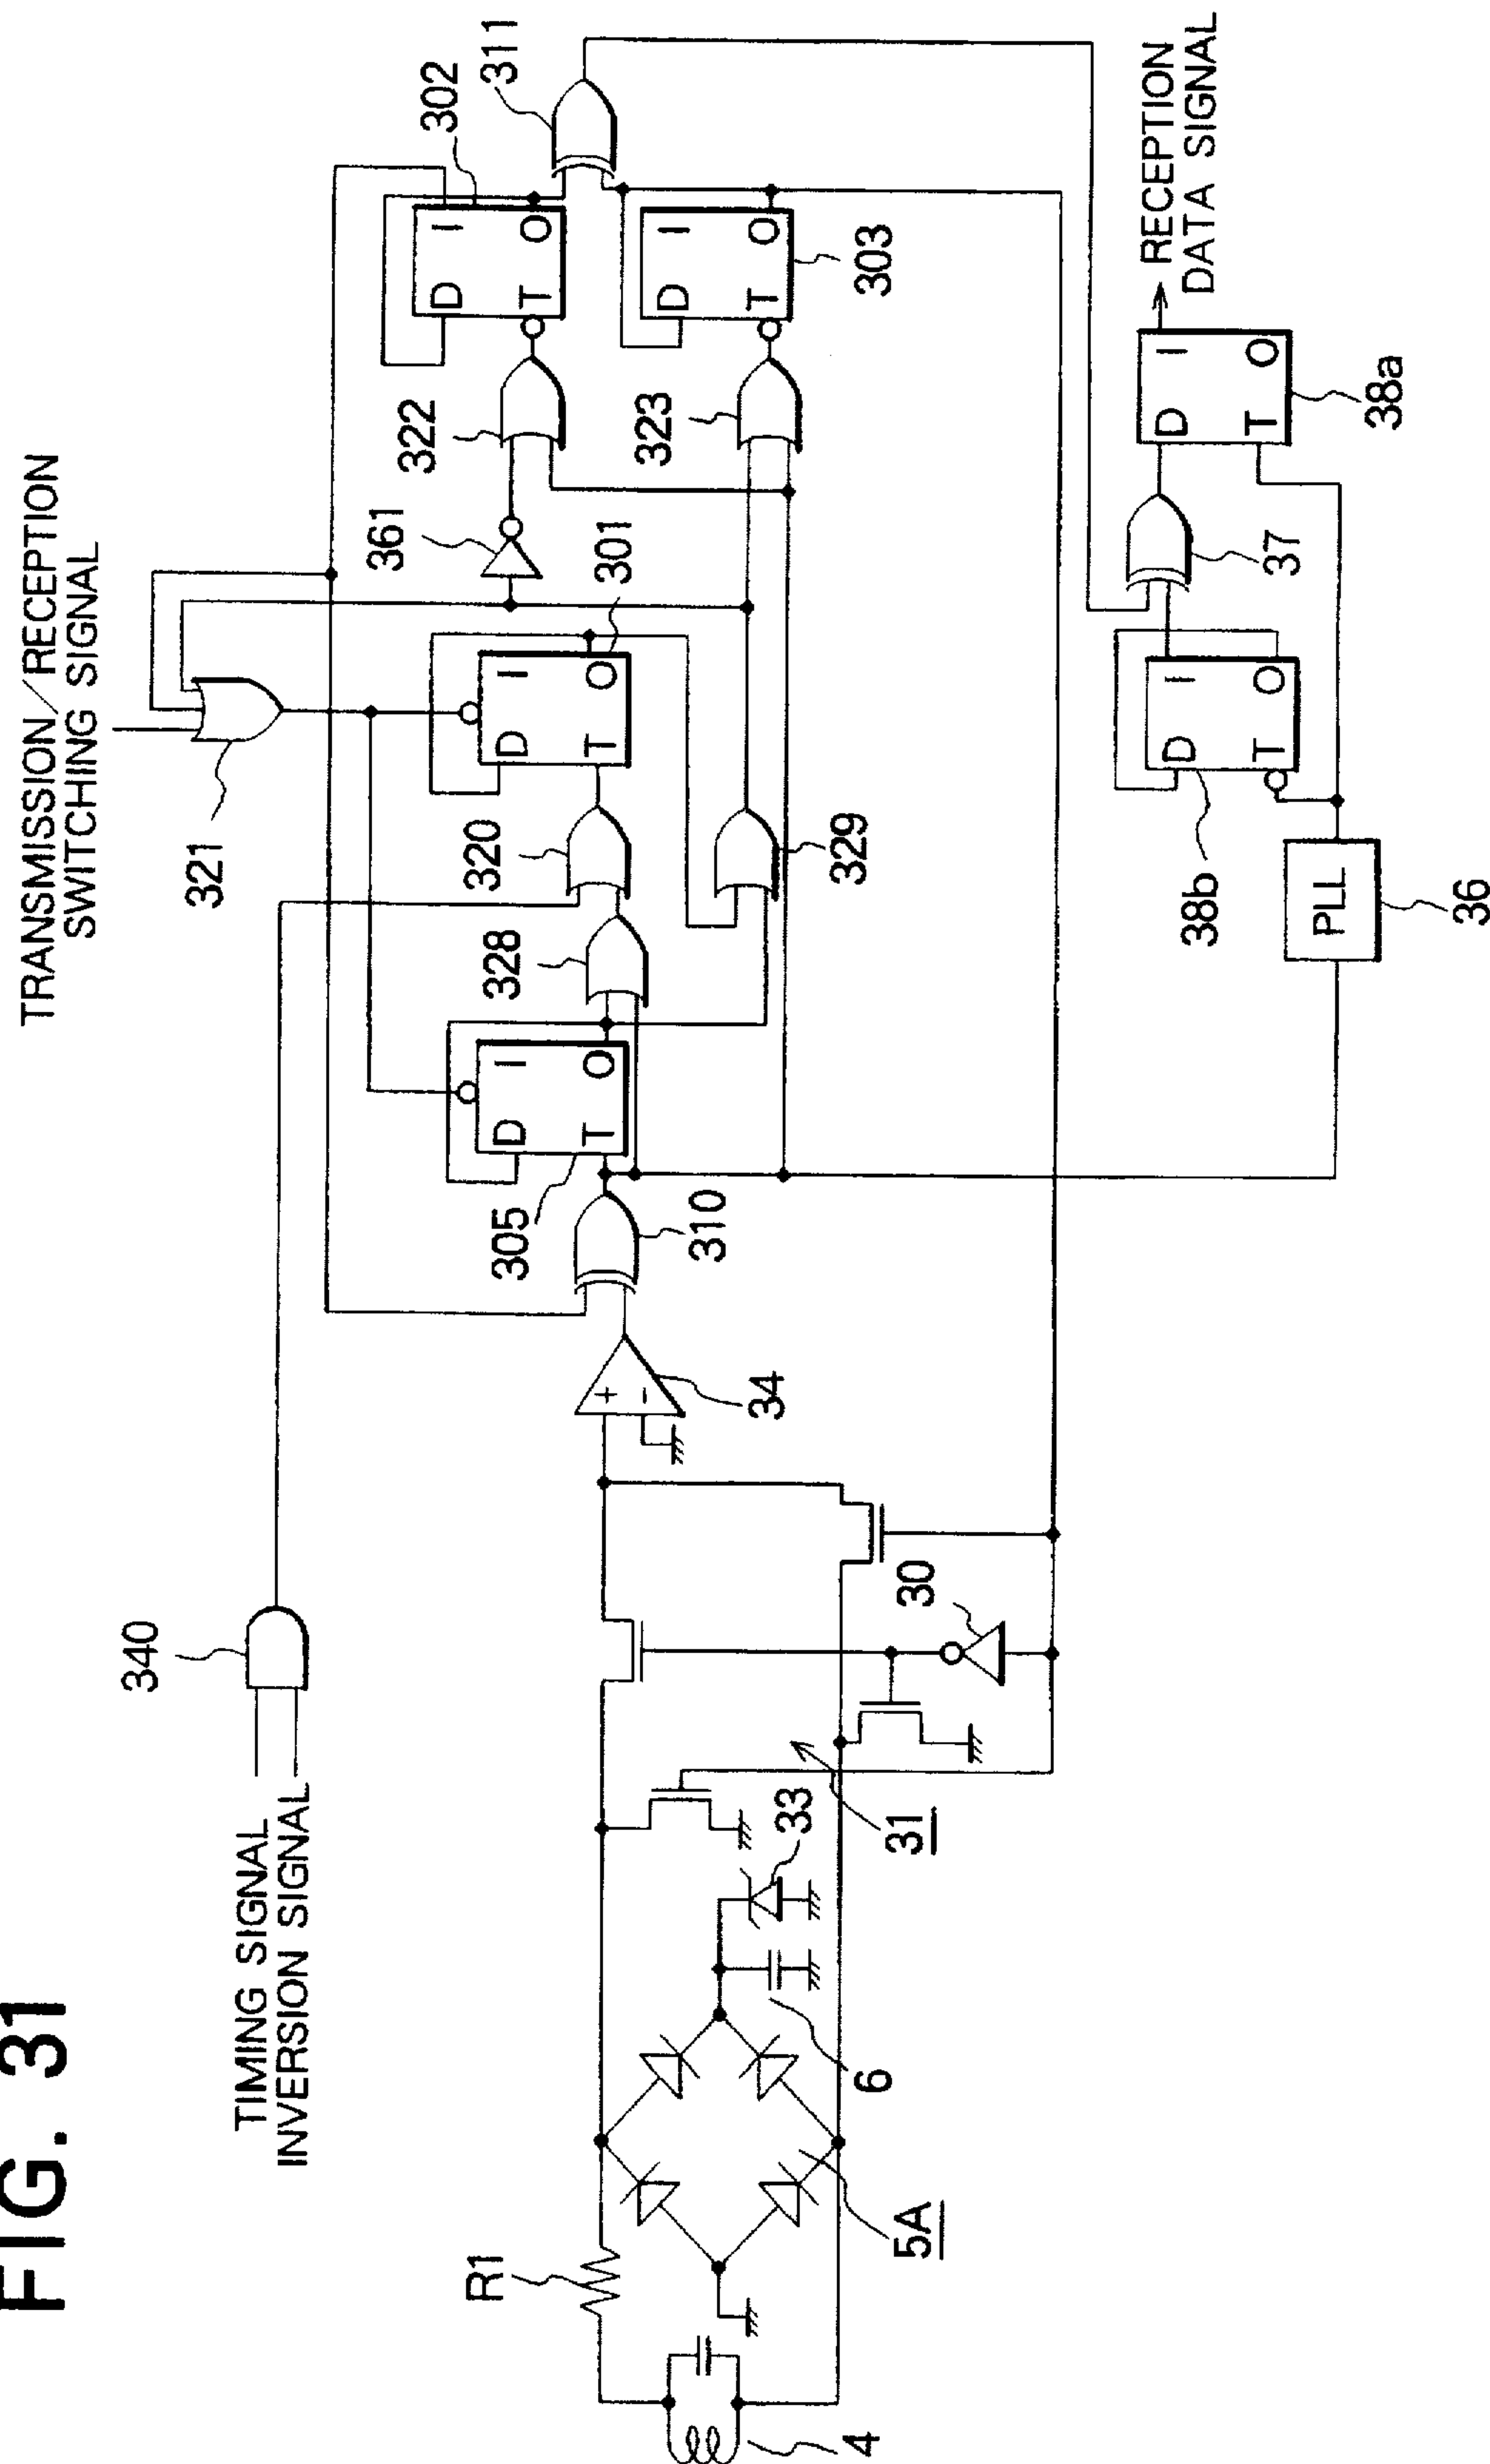 FIG. 31
TRANSMISSION/RECEPTION
SWITCHING SIGNAL
TIMING SIGNAL
INVERSION SIGNAL
340
321
R1
4
5A
6
33
31
30
34
+
-
305
310
D
I
T
O
328
320
329
D
I
T
O
301
361
322
323
D
I
T
O
302
D
I
T
O
303
311
PLL
36
D
I
T
O
38b
37
D
I
T
O
38a
RECEPTION
DATA SIGNAL